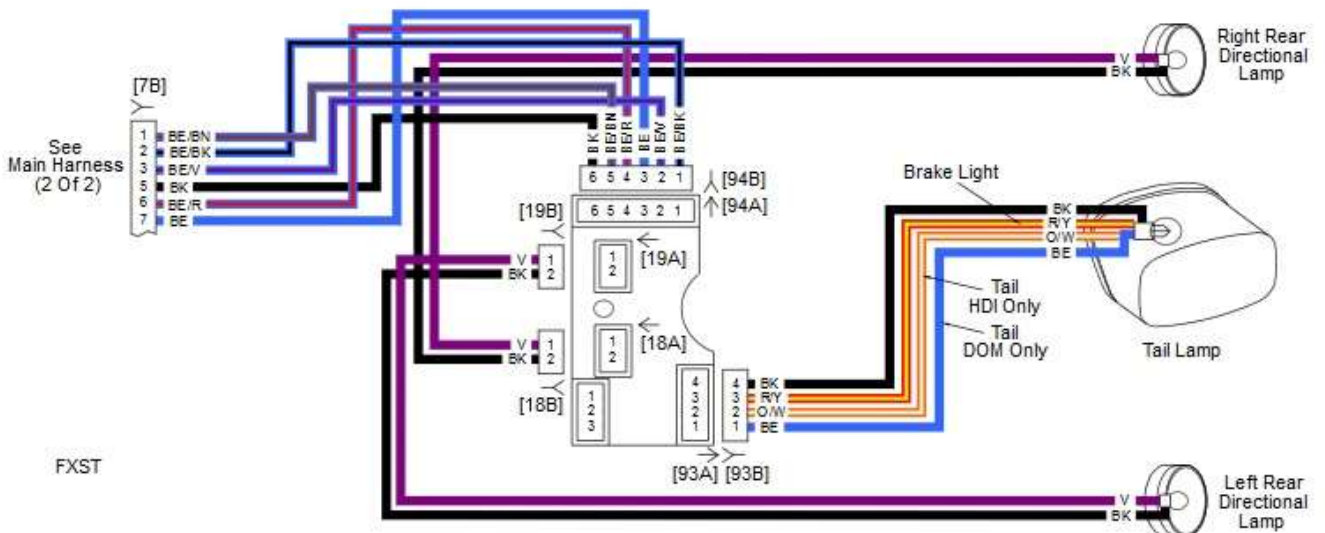 Right Rear
Directional
Lamp
V
BK
[7B]
See
Main Harness
(2 Of 2)
1 BE/BN
2 BE/BK
3 BE/V
5 BK
6 BE/R
7 BE
BK BE/BN BE/R BE BE/V BE/BK
6 5 4 3 2 1 [94B]
6 5 4 3 2 1 [94A]
Brake Light
BK
R/Y
O/W
BE
Tail Lamp
Tail
HDI Only
Tail
DOM Only
[19B]
V 1
BK 2
1
2
[19A]
V 1
BK 2
1
2
[18A]
[18B]
1
2
3
4
3
2
1
4 BK
3 R/Y
2 O/W
1 BE
[93A] [93B]
FXST
V
BK
Left Rear
Directional
Lamp